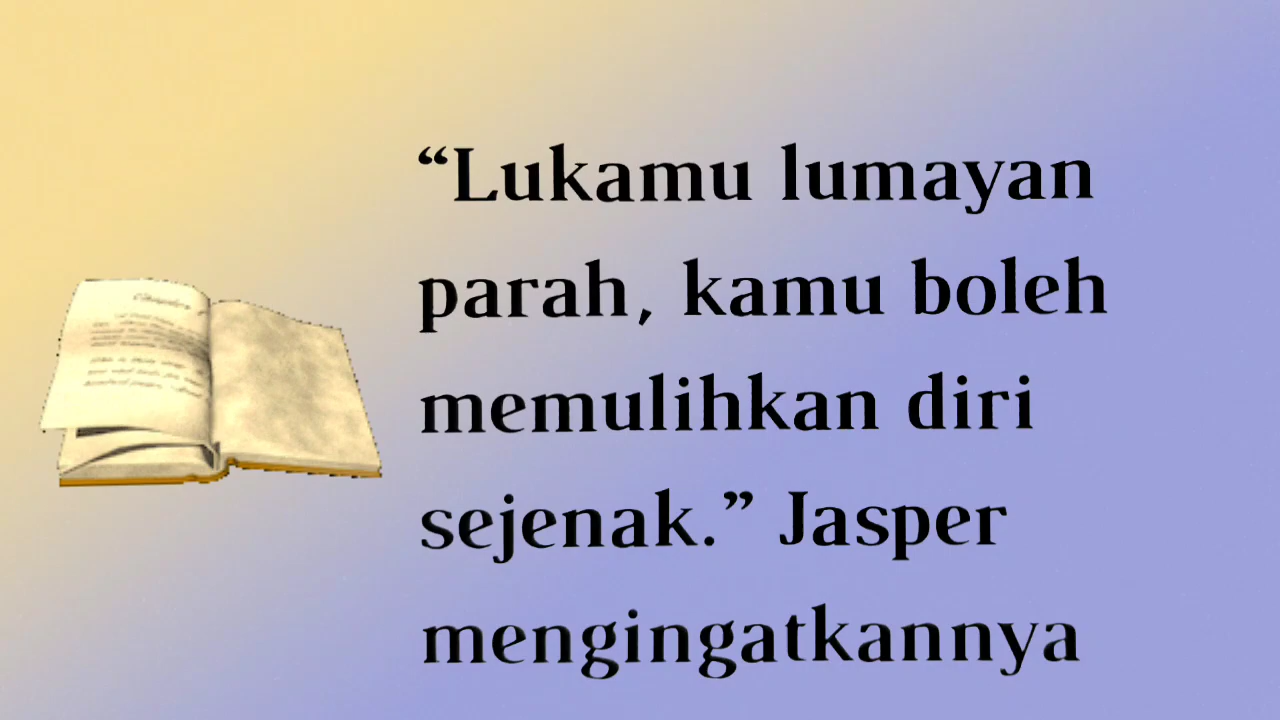 “Lukamu lumayan
parah, kamu boleh
memulihkan diri
sejenak.” Jasper
mengingatkannya